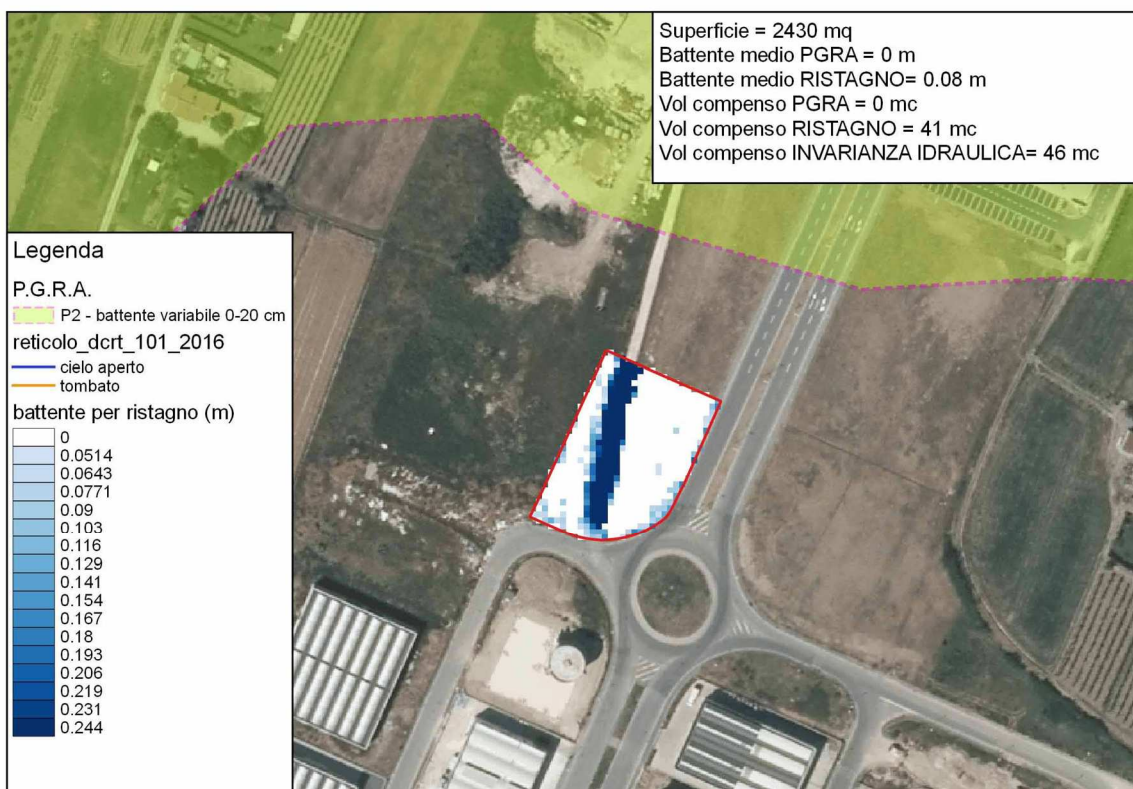 Superficie = 2430 mq
Battente medio PGRA = 0 m
Battente medio RISTAGNO= 0.08 m
Vol compenso PGRA = 0 mc
Vol compenso RISTAGNO = 41 mc
Vol compenso INVARIANZA IDRAULICA= 46 mc
Legenda
P.G.R.A.
P2 - battente variabile 0-20 cm
reticolo_dcrt_101_2016
cielo aperto
tombato
battente per ristagno (m)
0
0.0514
0.0643
0.0771
0.09
0.103
0.116
0.129
0.141
0.154
0.167
0.18
0.193
0.206
0.219
0.231
0.244